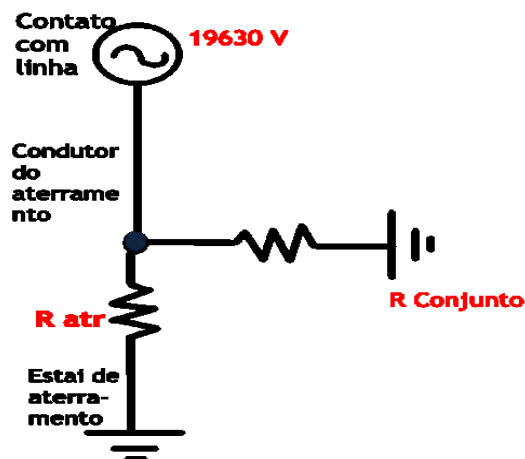 Contato
com
linha
19630 V
Condutor
do
aterrame
nto
R Conjunto
R atr
Estai de
aterra-
mento